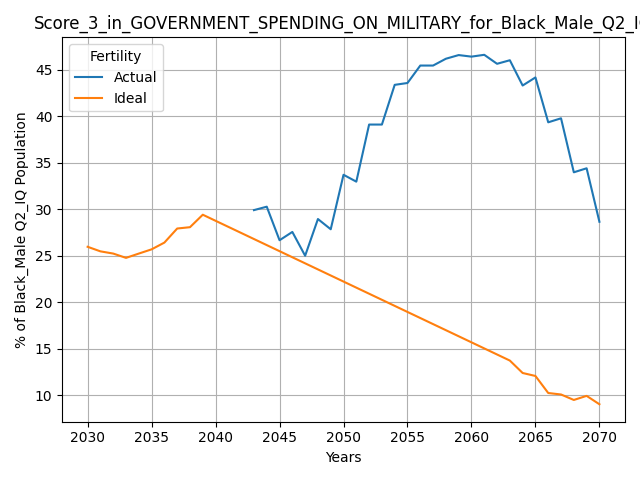 Score_3_in_GOVERNMENT_SPENDING_ON_MILITARY_for_Black_Male_Q2_I
Fertility
Actual
Ideal
% of Black_Male Q2_IQ Population
45
40
35
30
25
20
15
10
2030 2035 2040 2045 2050 2055 2060 2065 2070
Years